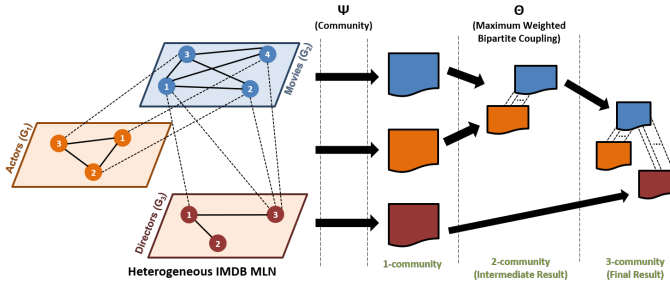 Ψ
(Community)
Θ
(Maximum Weighted
Bipartite Coupling)
Movies (G2)
3
4
1
2
Actors (G1)
3
1
2
Directors (G3)
1
3
2
Heterogeneous IMDB MLN
1-community
2-community
(Intermediate Result)
3-community
(Final Result)